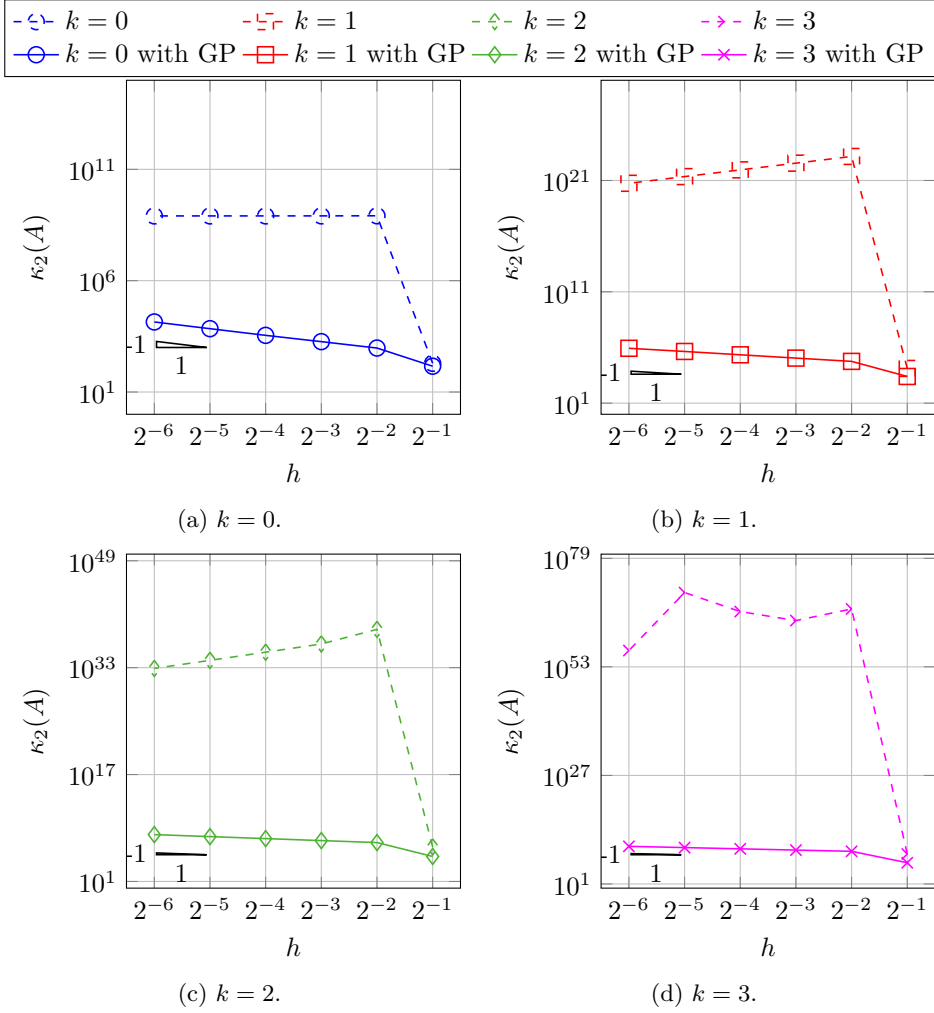 k = 0 k = 1 k = 2 k = 3
k = 0 with GP k = 1 with GP k = 2 with GP k = 3 with GP
10^11
10^6
10^1
κ₂(A)
-1
1
2^−6 2^−5 2^−4 2^−3 2^−2 2^−1
h
(a) k = 0.
10^21
10^11
10^1
κ₂(A)
-1
1
2^−6 2^−5 2^−4 2^−3 2^−2 2^−1
h
(b) k = 1.
10^49
10^33
10^17
10^1
κ₂(A)
-1
1
2^−6 2^−5 2^−4 2^−3 2^−2 2^−1
h
(c) k = 2.
10^79
10^53
10^27
10^1
κ₂(A)
-1
1
2^−6 2^−5 2^−4 2^−3 2^−2 2^−1
h
(d) k = 3.